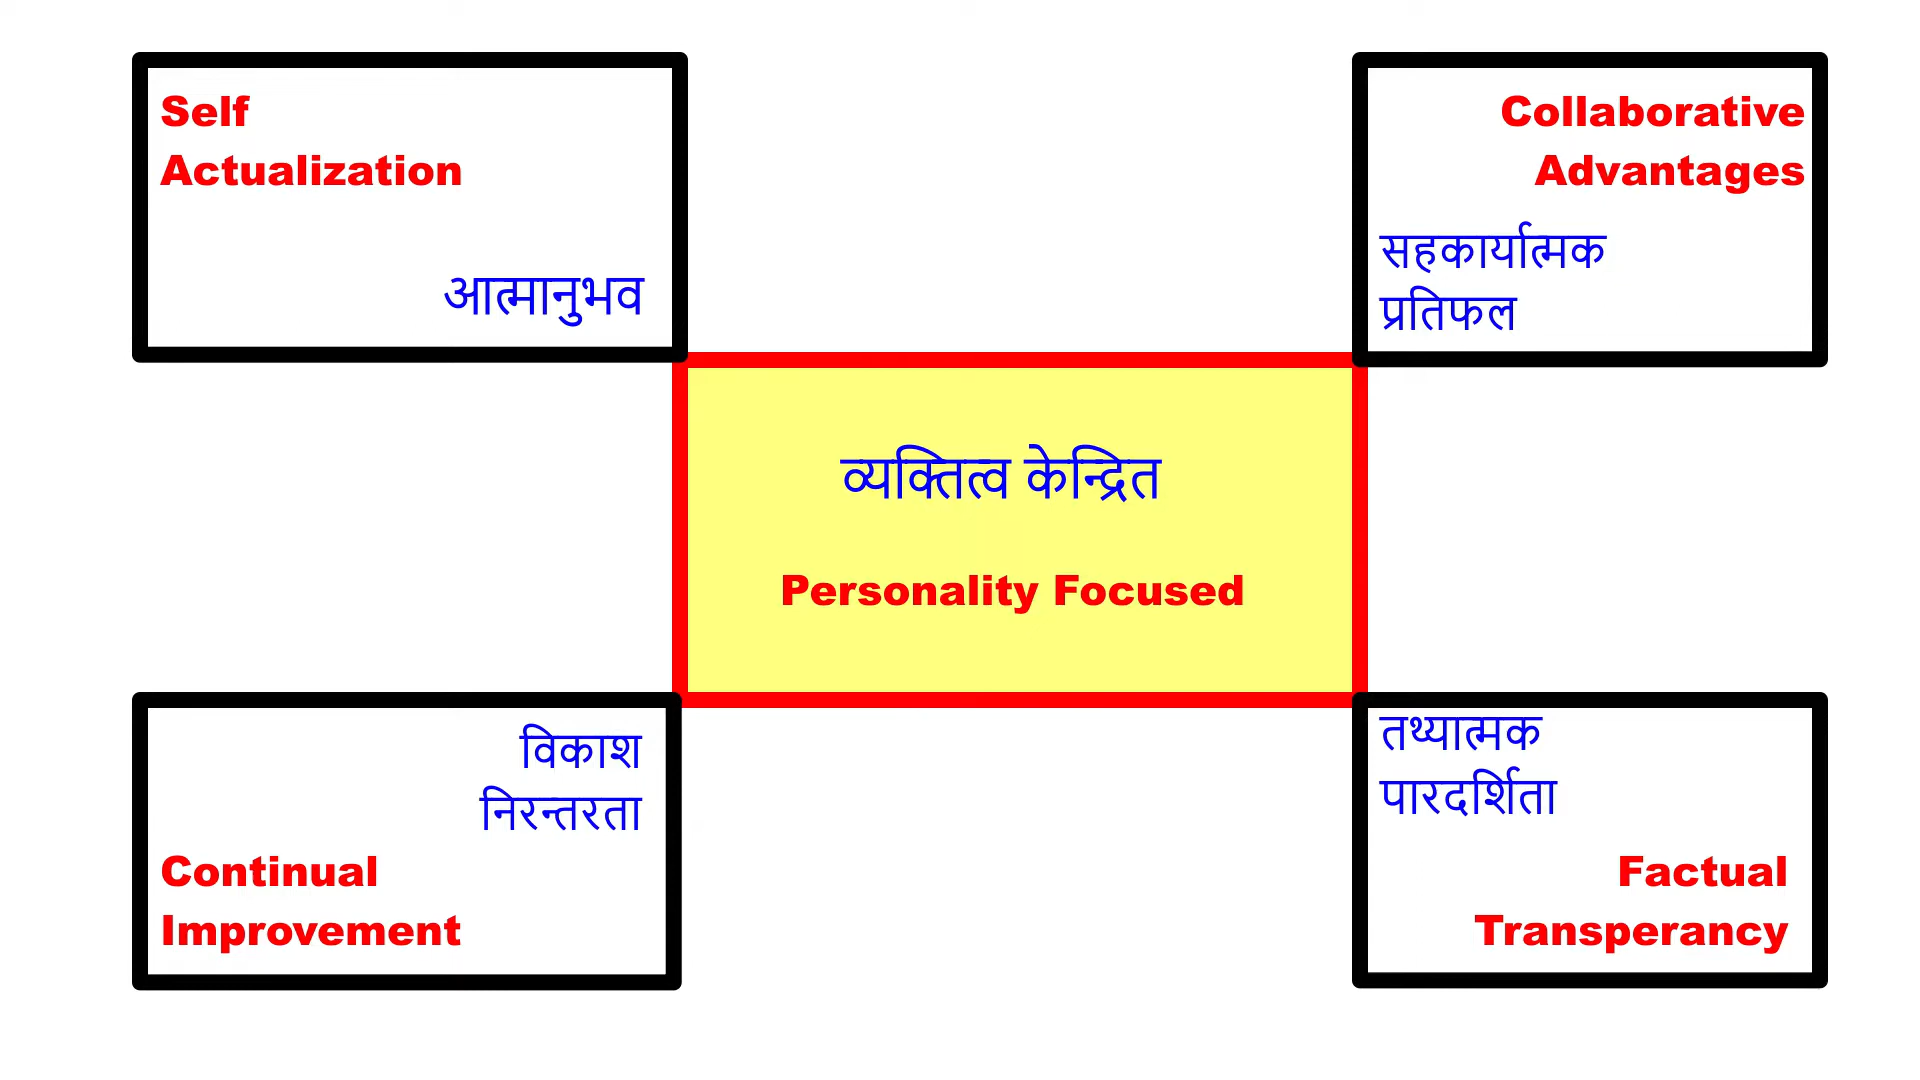 Self
Actualization
आत्मानुभव
Collaborative
Advantages
सहकार्यात्मक
प्रतिफल
व्यक्तित्व केन्द्रित
Personality Focused
विकाश
निरन्तरता
Continual
Improvement
तथ्यात्मक
पारदर्शिता
Factual
Transperancy